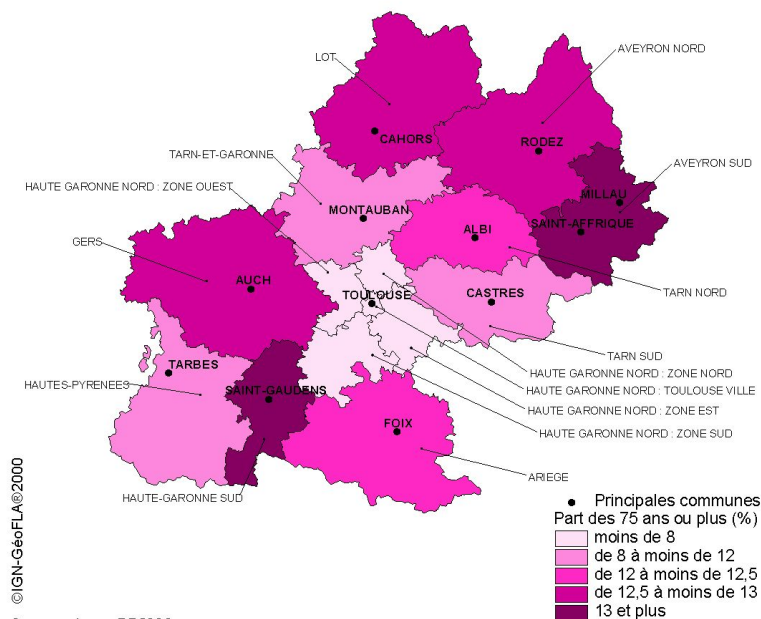 LOT
AVEYRON NORD
CAHORS
RODEZ
TARN-ET-GARONNE
AVEYRON SUD
HAUTE GARONNE NORD : ZONE OUEST
MILLAU
MONTAUBAN
SAINT-AFFRIQUE
ALBI
GERS
AUCH
TOULOUSE
CASTRES
TARN NORD
TARN SUD
TARBES
HAUTE GARONNE NORD : ZONE NORD
HAUTES-PYRENEES
SAINT-GAUDENS
HAUTE GARONNE NORD : TOULOUSE VILLE
HAUTE GARONNE NORD : ZONE EST
FOIX
HAUTE GARONNE NORD : ZONE SUD
ARIEGE
HAUTE-GARONNE SUD
©IGN-GéoFLA®2000
Principales communes
Part des 75 ans ou plus (%)
moins de 8
de 8 à moins de 12
de 12 à moins de 12,5
de 12,5 à moins de 13
13 et plus